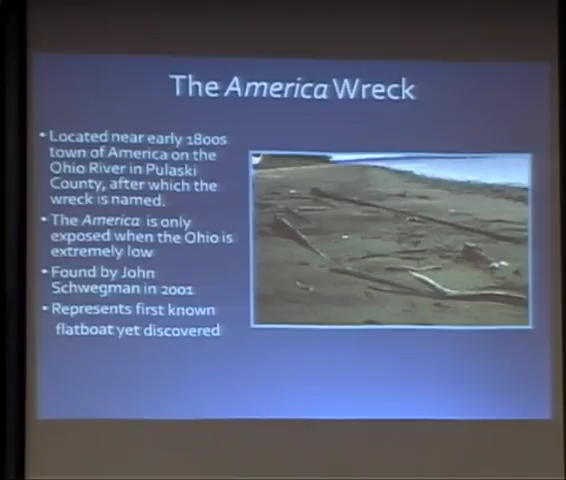 The America Wreck
• Located near early 1800s
town of America on the
Ohio River in Pulaski
County, after which the
wreck is named.
• The America is only
exposed when the Ohio is
extremely low
• Found by John
Schwegman in 2001
• Represents first known
flatboat yet discovered